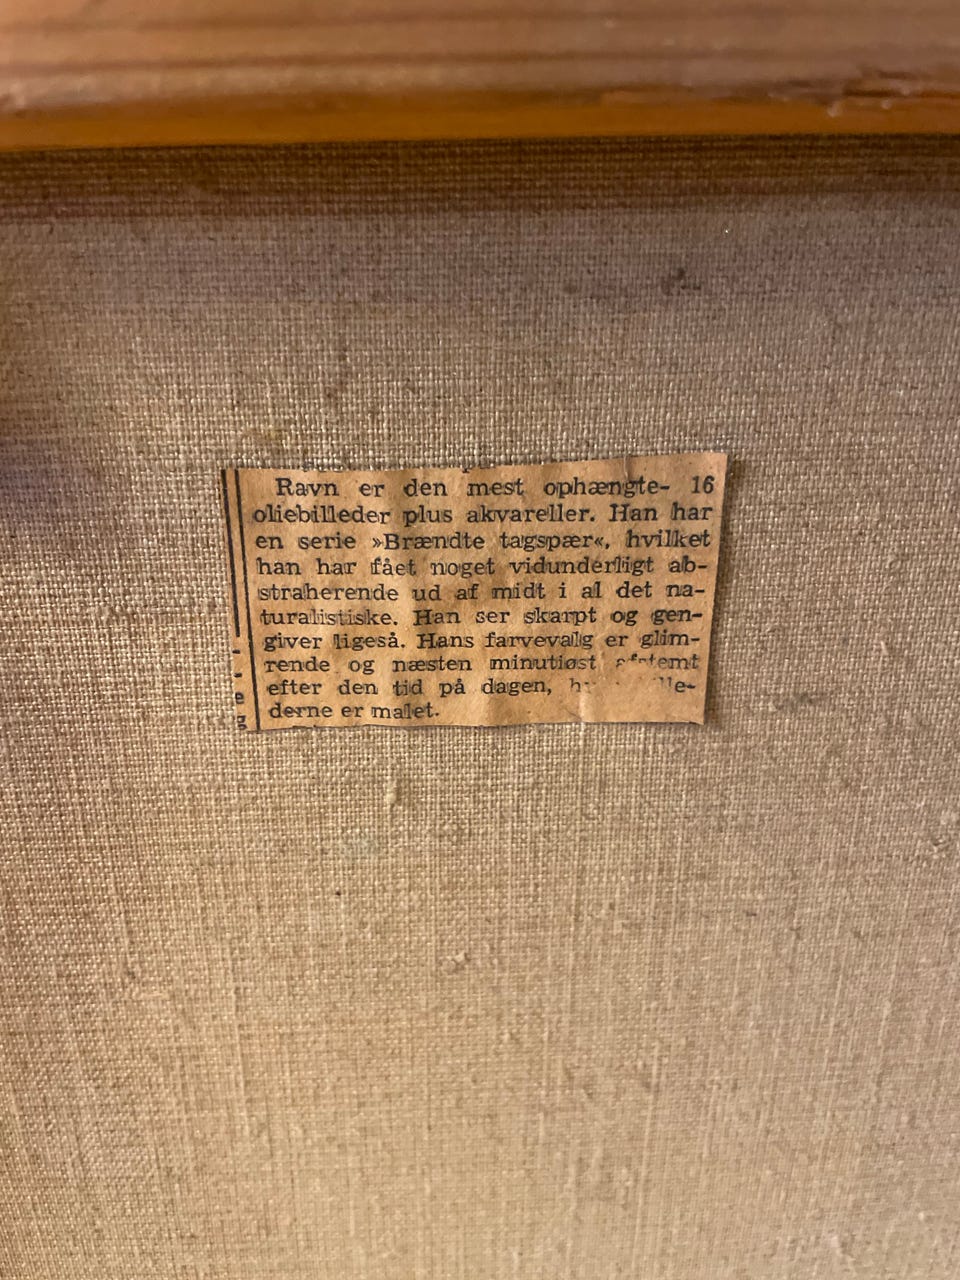 Ravn er den mest ophængte- 16
oliebilleder plus akvareller. Han har
en serie »Brændte tagspær«, hvilket
han har fået noget vidunderligt ab-
straherende ud af midt i al det na-
turalistiske. Han ser skarpt og gen-
giver ligeså. Hans farvevalg er glim-
rende og næsten minutiøst
efter den tid på dagen,
derne er malet.
e
g